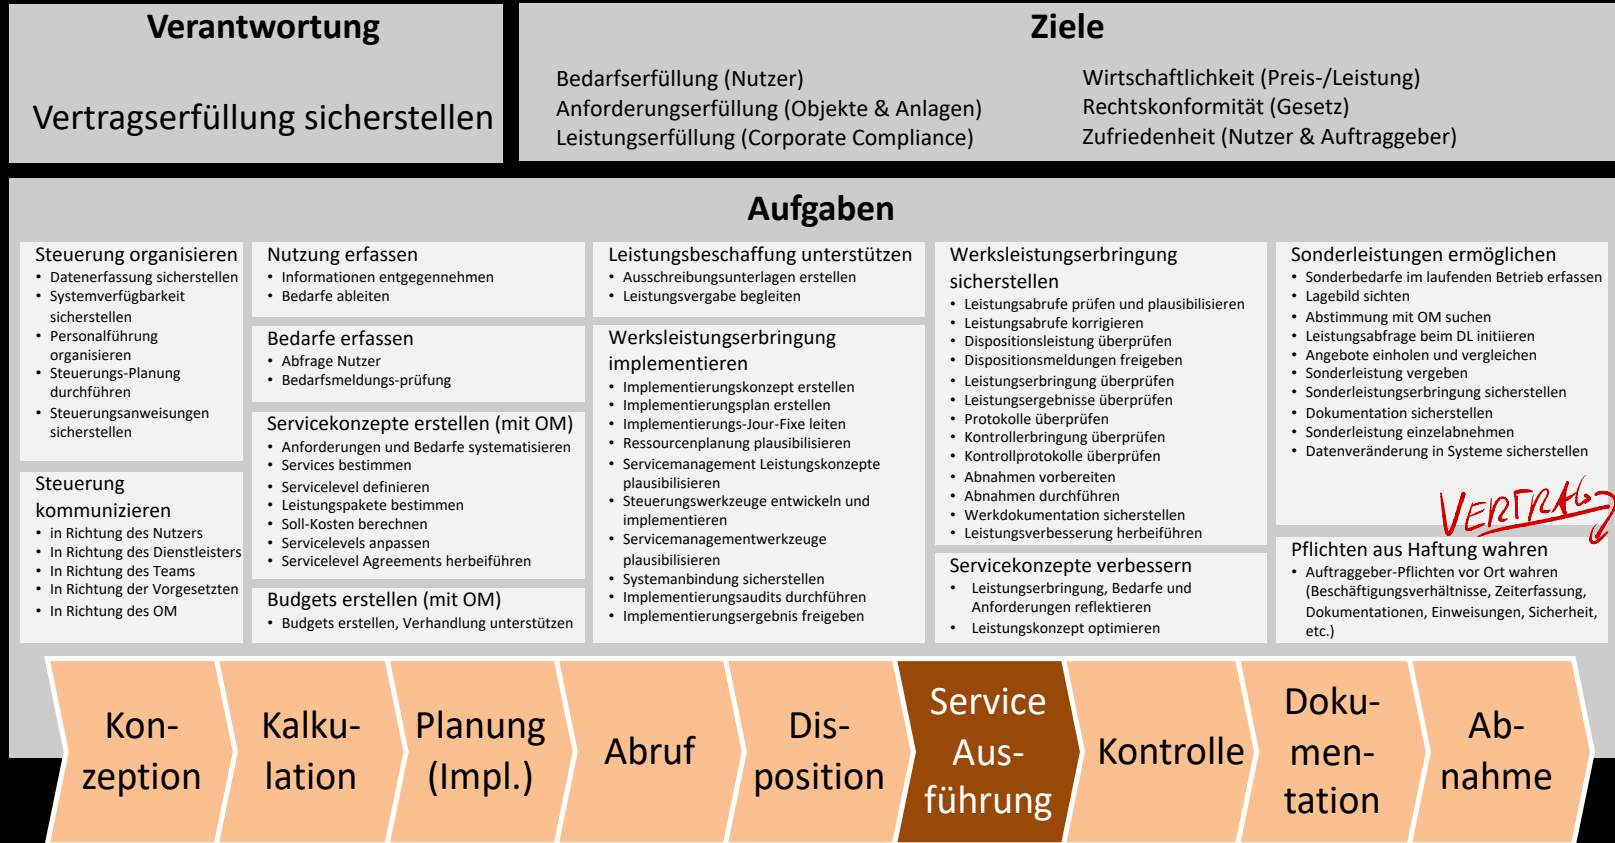 Verantwortung
Vertragserfüllung sicherstellen
Ziele
Bedarfserfüllung (Nutzer)
Anforderungserfüllung (Objekte & Anlagen)
Leistungserfüllung (Corporate Compliance)
Wirtschaftlichkeit (Preis-/Leistung)
Rechtskonformität (Gesetz)
Zufriedenheit (Nutzer & Auftraggeber)
Aufgaben
Steuerung organisieren
• Datenerfassung sicherstellen
• Systemverfügbarkeit
sicherstellen
• Personalführung
organisieren
• Steuerungs-Planung
durchführen
• Steuerungsanweisungen
sicherstellen
Steuerung
kommunizieren
• in Richtung des Nutzers
• In Richtung des Dienstleisters
• In Richtung des Teams
• In Richtung der Vorgesetzten
• In Richtung des OM
Nutzung erfassen
• Informationen entgegennehmen
• Bedarfe ableiten
Bedarfe erfassen
• Abfrage Nutzer
• Bedarfsmeldungs-prüfung
Servicekonzepte erstellen (mit OM)
• Anforderungen und Bedarfe systematisieren
• Services bestimmen
• Servicelevel definieren
• Leistungspakete bestimmen
• Soll-Kosten berechnen
• Servicelevels anpassen
• Servicelevel Agreements herbeiführen
Budgets erstellen (mit OM)
• Budgets erstellen, Verhandlung unterstützen
Leistungsbeschaffung unterstützen
• Ausschreibungsunterlagen erstellen
• Leistungsvergabe begleiten
Werksleistungserbringung
implementieren
• Implementierungskonzept erstellen
• Implementierungsplan erstellen
• Implementierungs-Jour-Fixe leiten
• Ressourcenplanung plausibilisieren
• Servicemanagement Leistungskonzepte
plausibilisieren
• Steuerungswerkzeuge entwickeln und
implementieren
• Servicemanagementwerkzeuge
plausibilisieren
• Systemanbindung sicherstellen
• Implementierungsaudits durchführen
• Implementierungsergebnis freigeben
Werksleistungserbringung
sicherstellen
• Leistungsabrufe prüfen und plausibilisieren
• Leistungsabrufe korrigieren
• Dispositionsleistung überprüfen
• Dispositionsmeldungen freigeben
• Leistungserbringung überprüfen
• Leistungsergebnisse überprüfen
• Protokolle überprüfen
• Kontrollerbringung überprüfen
• Kontrollprotokolle überprüfen
• Abnahmen vorbereiten
• Abnahmen durchführen
• Werkdokumentation sicherstellen
• Leistungsverbesserung herbeiführen
Servicekonzepte verbessern
• Leistungserbringung, Bedarfe und
Anforderungen reflektieren
• Leistungskonzept optimieren
Sonderleistungen ermöglichen
• Sonderbedarfe im laufenden Betrieb erfassen
• Lagebild sichten
• Abstimmung mit OM suchen
• Leistungsabfrage beim DL initiieren
• Angebote einholen und vergleichen
• Sonderleistung vergeben
• Sonderleistungserbringung sicherstellen
• Dokumentation sicherstellen
• Sonderleistung einzelabnehmen
• Datenveränderung in Systeme sicherstellen
VERTRAG
Pflichten aus Haftung wahren
• Auftraggeber-Pflichten vor Ort wahren
(Beschäftigungsverhältnisse, Zeiterfassung,
Dokumentationen, Einweisungen, Sicherheit,
etc.)
Kon-
zeption
Kalku-
lation
Planung
(Impl.)
Abruf
Dis-
position
Service
Aus-
führung
Kontrolle
Doku-
men-
tation
Ab-
nahme